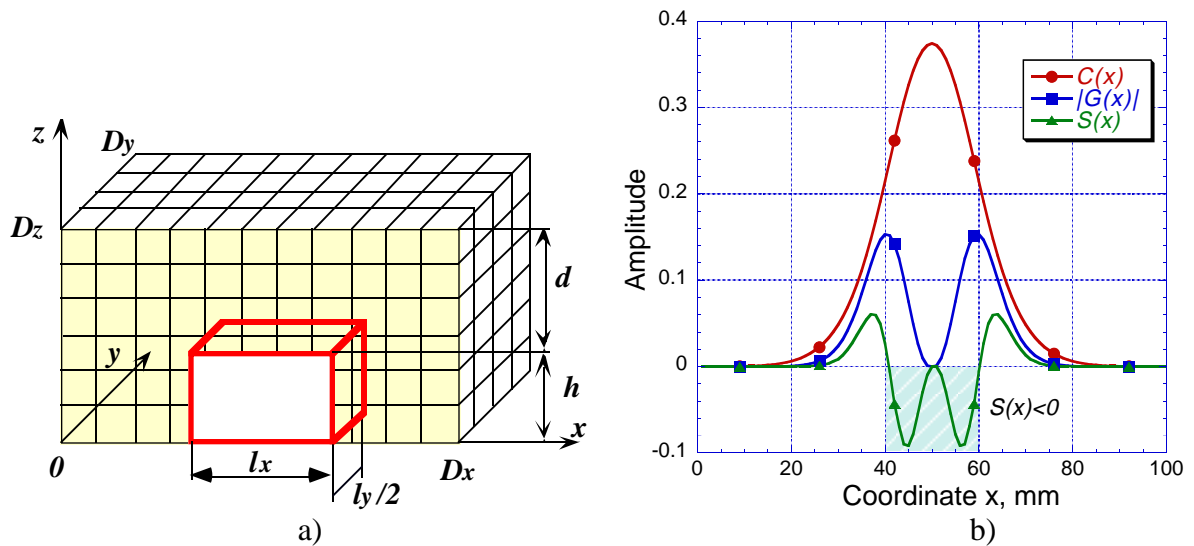 z
Dy
Dz
d
y
h
x
0
lx
Dx
ly/2
a)
0.4
0.3
0.2
0.1
0
-0.1
Amplitude
C(x)
|G(x)|
S(x)
S(x)<0
0 20 40 60 80 100
Coordinate x, mm
b)